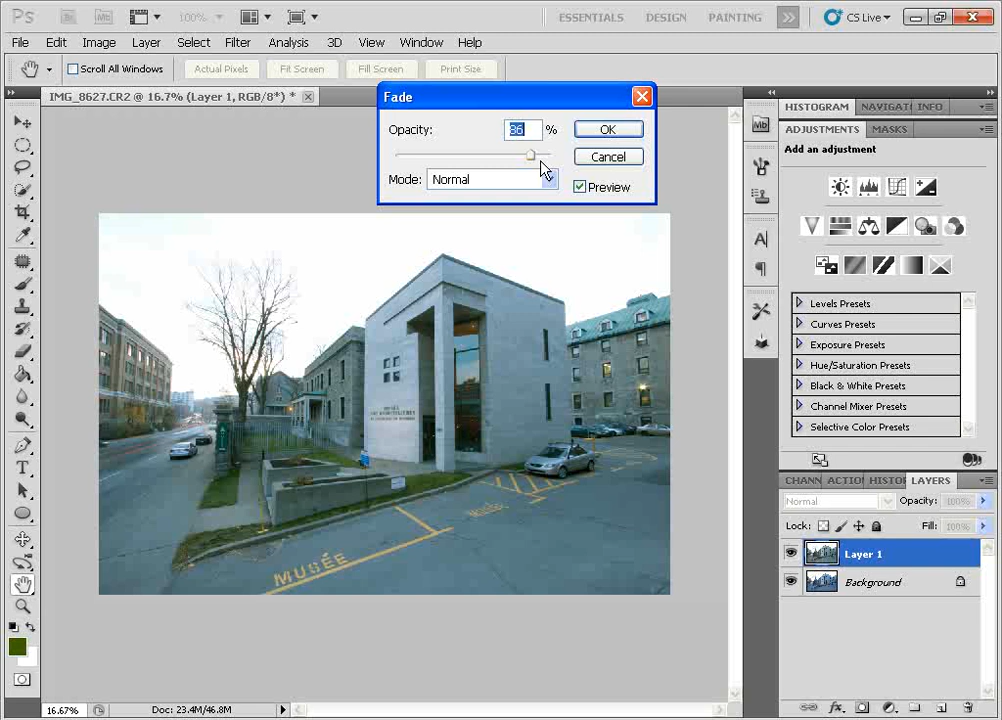 Ps Br Mb 100% ESSENTIALS DESIGN PAINTING >> CS Live
File Edit Image Layer Select Filter Analysis 3D View Window Help
Scroll All Windows Actual Pixels Fit Screen Fill Screen Print Size
IMG_8627.CR2 @ 16.7% (Layer 1, RGB/8*) *
Fade
Opacity: 86 % OK
Cancel
Mode: Normal Preview
HISTOGRAM NAVIGAT INFO
ADJUSTMENTS MASKS
Add an adjustment
Levels Presets
Curves Presets
Exposure Presets
Hue/Saturation Presets
Black & White Presets
Channel Mixer Presets
Selective Color Presets
CHANN ACTIO HISTO LAYERS
Normal Opacity: 100%
Lock: Fill: 100%
Layer 1
Background
MUSÉE
MUSÉE
16.67% Doc: 23.4M/46.8M